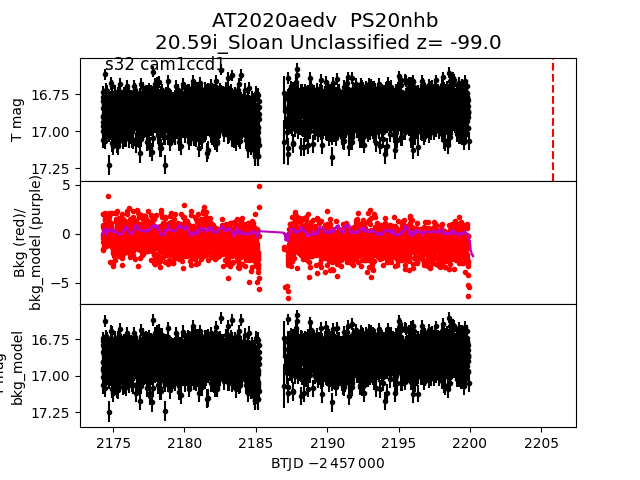 AT2020aedv PS20nhb
20.59i_Sloan Unclassified z= -99.0
s32 cam1ccd1
16.75
17.00
17.25
T mag
5
0
−5
Bkg (red)/
bkg_model (purple)
16.75
17.00
17.25
bkg_model
2175 2180 2185 2190 2195 2200 2205
BTJD −2 457 000